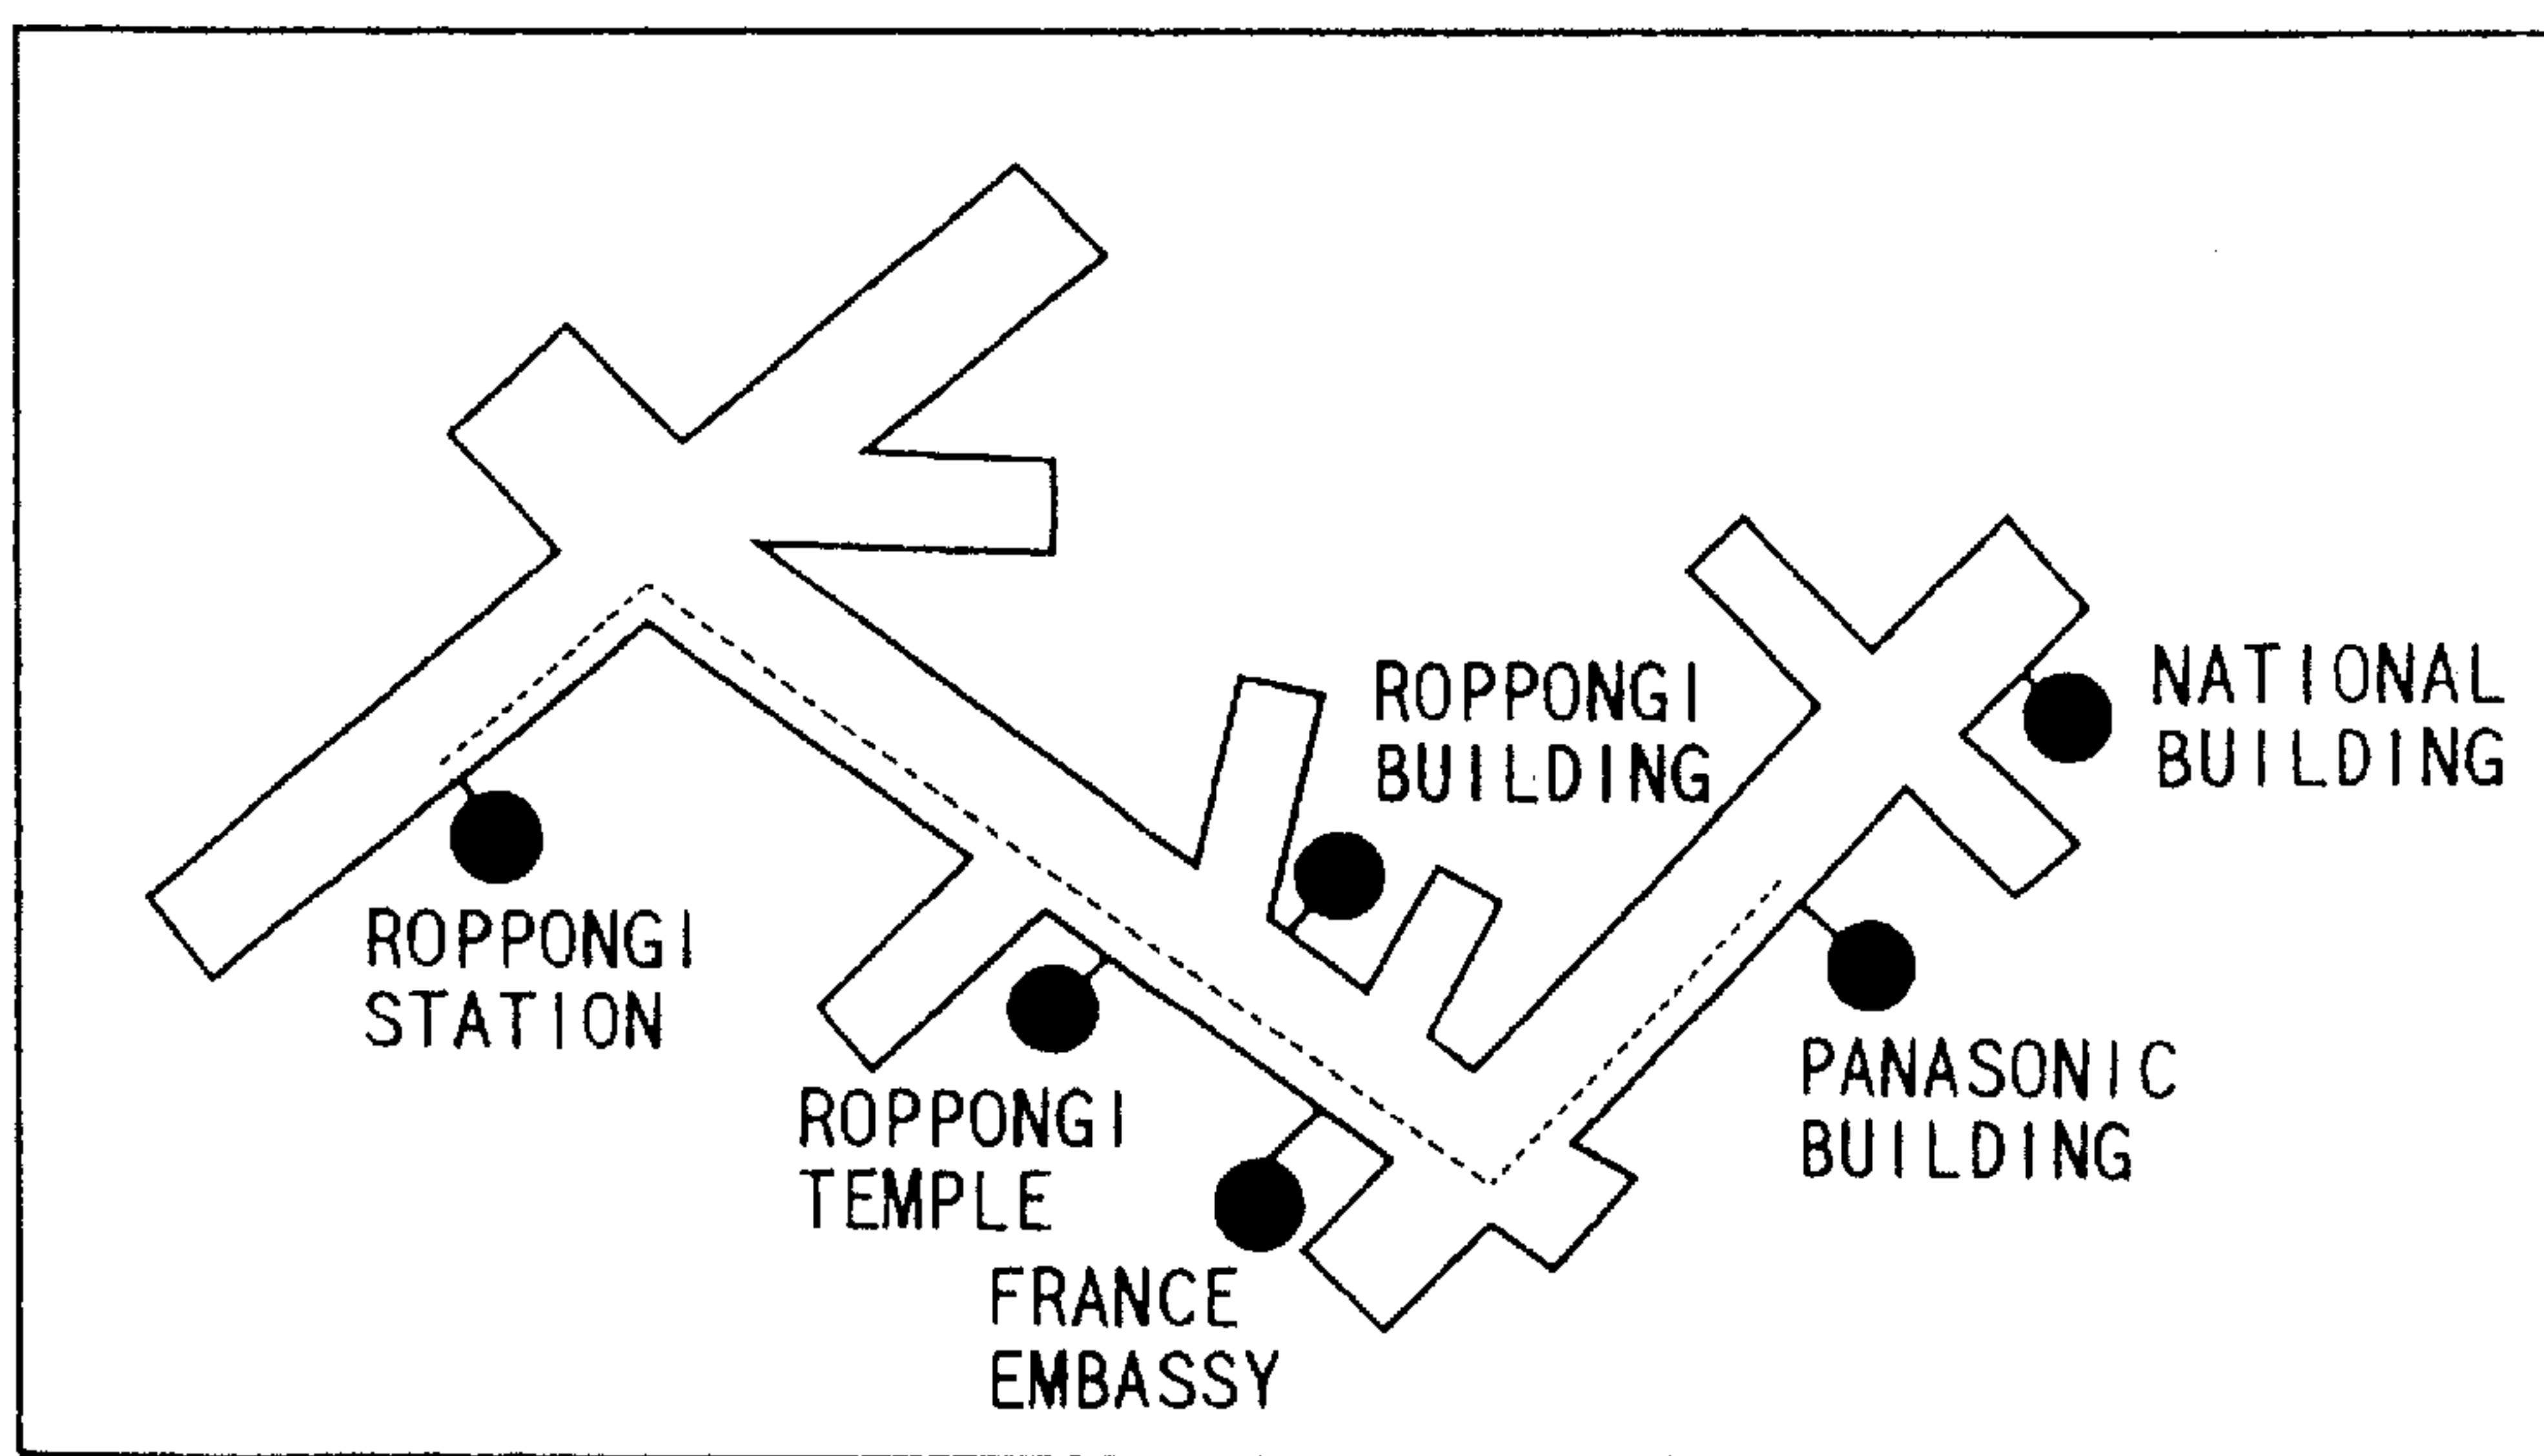 ROPPONGI
BUILDING
NATIONAL
BUILDING
ROPPONGI
STATION
ROPPONGI
TEMPLE
PANASONIC
BUILDING
FRANCE
EMBASSY